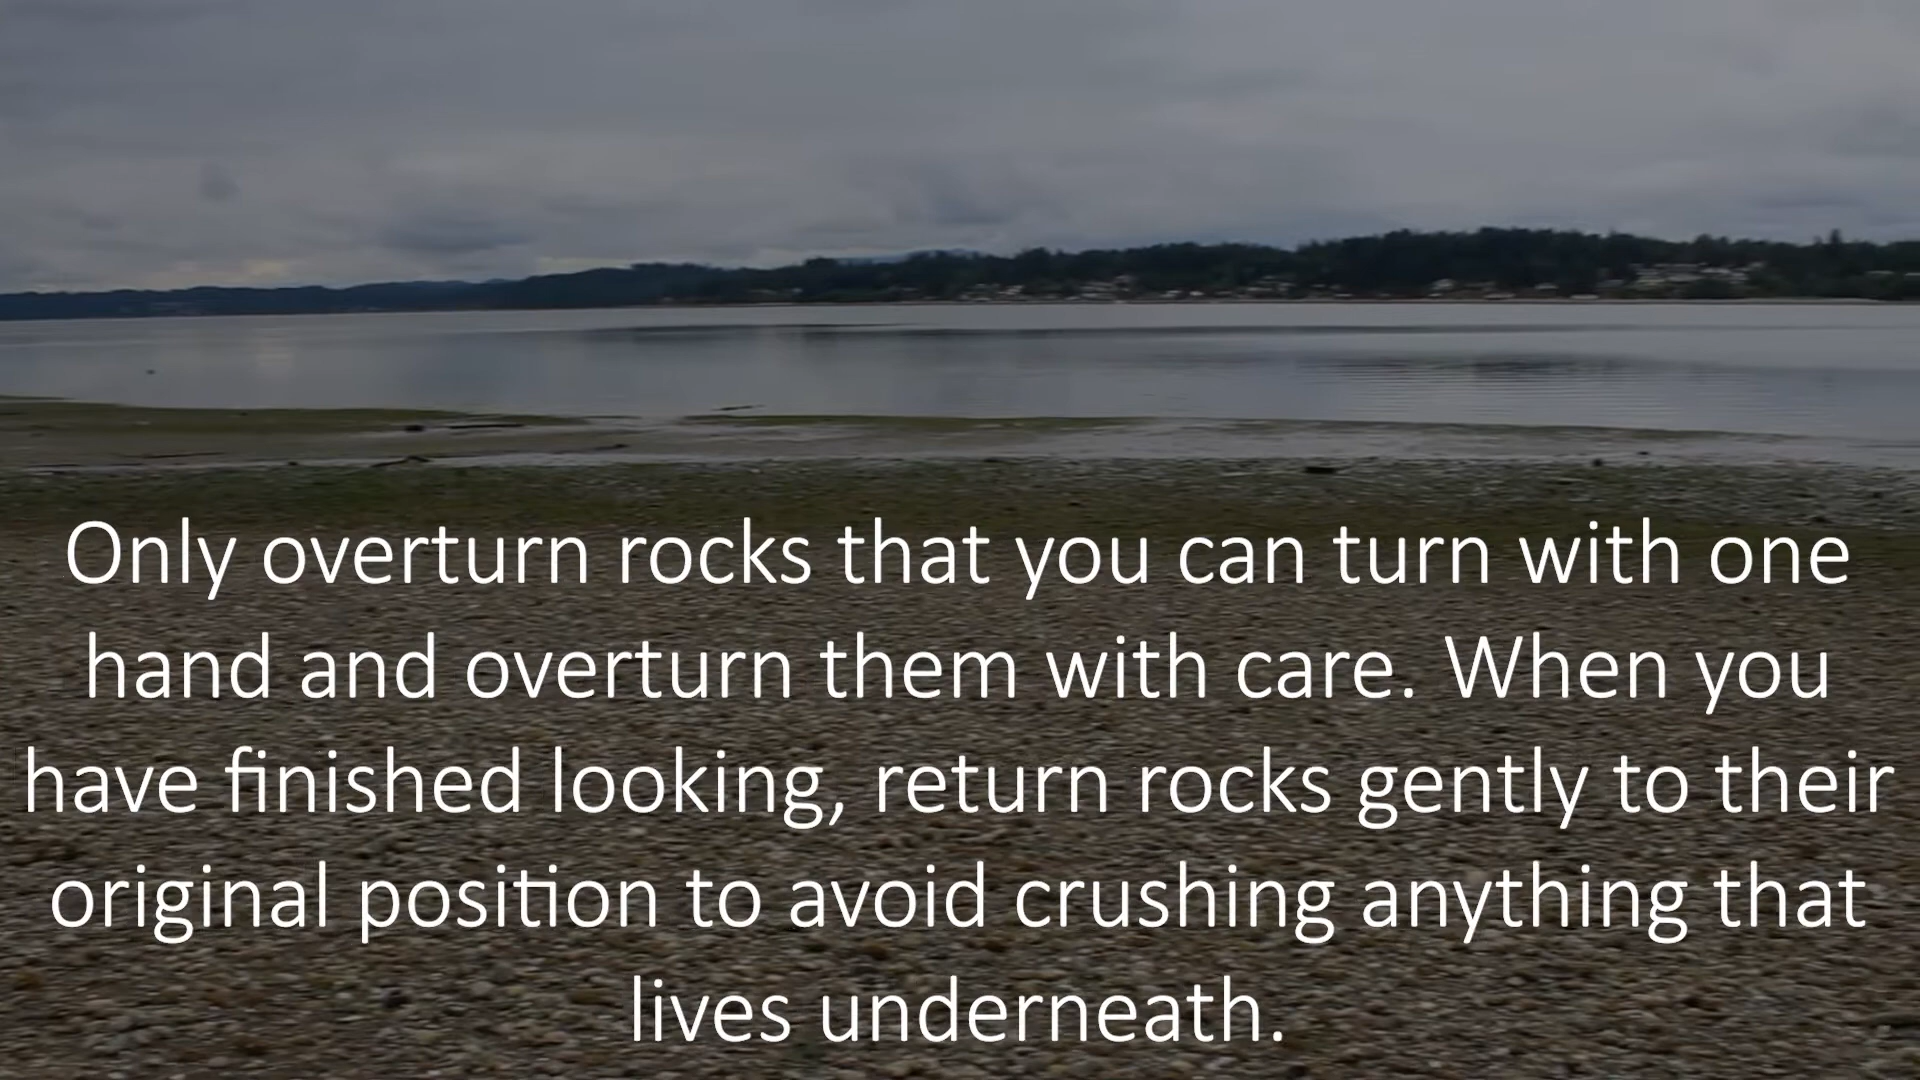 Only overturn rocks that you can turn with one
hand and overturn them with care. When you
have finished looking, return rocks gently to their
original position to avoid crushing anything that
lives underneath.